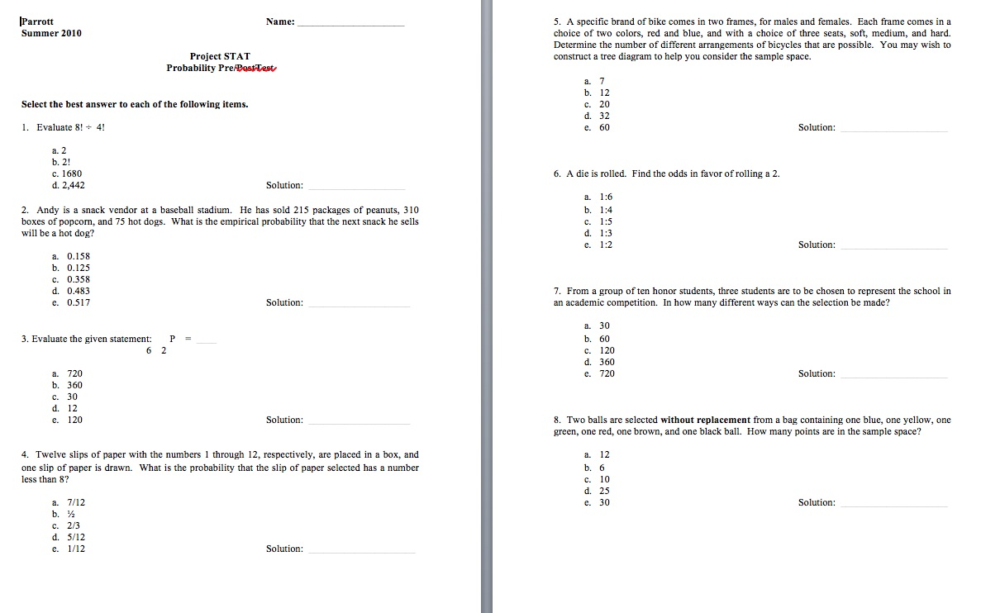 Parrott
Name: ____________________
Summer 2010
Project STAT
Probability Pre/PostTest
Select the best answer to each of the following items.
1. Evaluate 8! ÷ 4!
a. 2
b. 2!
c. 1680
d. 2,442
Solution: ____________________
2. Andy is a snack vendor at a baseball stadium. He has sold 215 packages of peanuts, 310
boxes of popcorn, and 75 hot dogs. What is the empirical probability that the next snack he sells
will be a hot dog?
a. 0.158
b. 0.125
c. 0.358
d. 0.483
e. 0.517
Solution: ____________________
3. Evaluate the given statement: P = ____
6 2
a. 720
b. 360
c. 30
d. 12
e. 120
Solution: ____________________
4. Twelve slips of paper with the numbers 1 through 12, respectively, are placed in a box, and
one slip of paper is drawn. What is the probability that the slip of paper selected has a number
less than 8?
a. 7/12
b. ½
c. 2/3
d. 5/12
e. 1/12
Solution: ____________________
5. A specific brand of bike comes in two frames, for males and females. Each frame comes in a
choice of two colors, red and blue, and with a choice of three seats, soft, medium, and hard.
Determine the number of different arrangements of bicycles that are possible. You may wish to
construct a tree diagram to help you consider the sample space.
a. 7
b. 12
c. 20
d. 32
e. 60
Solution: ____________________
6. A die is rolled. Find the odds in favor of rolling a 2.
a. 1:6
b. 1:4
c. 1:5
d. 1:3
e. 1:2
Solution: ____________________
7. From a group of ten honor students, three students are to be chosen to represent the school in
an academic competition. In how many different ways can the selection be made?
a. 30
b. 60
c. 120
d. 360
e. 720
Solution: ____________________
8. Two balls are selected without replacement from a bag containing one blue, one yellow, one
green, one red, one brown, and one black ball. How many points are in the sample space?
a. 12
b. 6
c. 10
d. 25
e. 30
Solution: ____________________